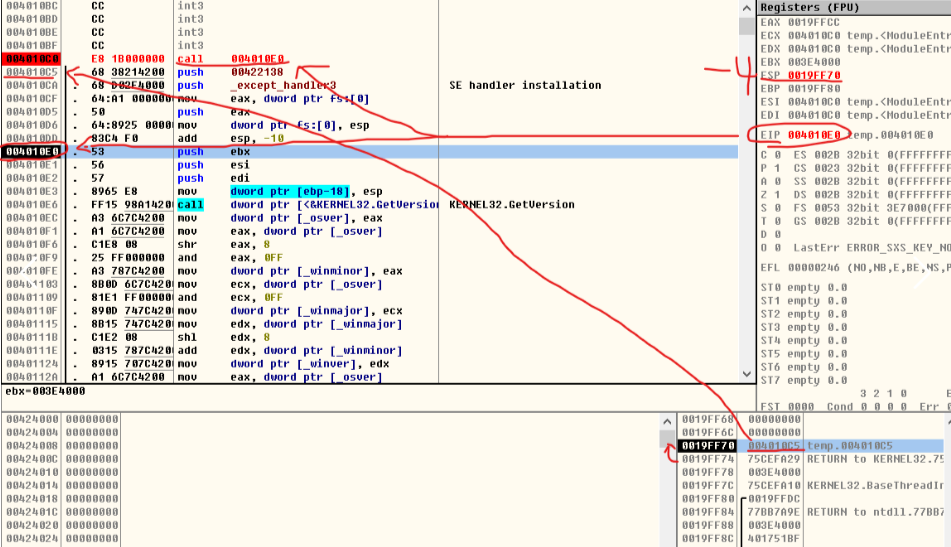 004010BC CC int3
004010BD CC int3
004010BE CC int3
004010BF CC int3
004010C0 E8 1B000000 call 004010E0
004010C5 68 38214200 push 00422138
004010CA . 68 D02F4000 push _except_handler3 SE handler installation
004010CF . 64:A1 000000 mov eax, dword ptr fs:[0]
004010D5 . 50 push eax
004010D6 . 64:8925 0000 mov dword ptr fs:[0], esp
004010DD . 83C4 F0 add esp, -10
004010E0 . 53 push ebx
004010E1 . 56 push esi
004010E2 . 57 push edi
004010E3 . 8965 E8 mov dword ptr [ebp-18], esp
004010E6 . FF15 98A1420 call dword ptr [<&KERNEL32.GetVersion KERNEL32.GetVersion
004010EC . A3 6C7C4200 mov dword ptr [_osver], eax
004010F1 . A1 6C7C4200 mov eax, dword ptr [_osver]
004010F6 . C1E8 08 shr eax, 8
004010F9 . 25 FF000000 and eax, 0FF
004010FE . A3 787C4200 mov dword ptr [_winminor], eax
00401103 . 8B0D 6C7C420 mov ecx, dword ptr [_osver]
00401109 . 81E1 FF00000 and ecx, 0FF
0040110F . 890D 747C420 mov dword ptr [_winmajor], ecx
00401115 . 8B15 747C420 mov edx, dword ptr [_winmajor]
0040111B . C1E2 08 shl edx, 8
0040111E . 0315 787C420 add edx, dword ptr [_winminor]
00401124 . 8915 707C420 mov dword ptr [_winver], edx
0040112A . A1 6C7C4200 mov eax, dword ptr [_osver]
ebx=003E4000
Registers (FPU)
EAX 0019FFCC
ECX 004010C0 temp.<ModuleEntr
EDX 004010C0 temp.<ModuleEntr
EBX 003E4000
-4
ESP 0019FF70
EBP 0019FF80
ESI 004010C0 temp.<ModuleEntr
EDI 004010C0 temp.<ModuleEntr
EIP 004010E0 temp.004010E0
C 0 ES 002B 32bit 0(FFFFFFFF
P 1 CS 0023 32bit 0(FFFFFFFF
A 0 SS 002B 32bit 0(FFFFFFFF
Z 1 DS 002B 32bit 0(FFFFFFFF
S 0 FS 0053 32bit 3E7000(FFF
T 0 GS 002B 32bit 0(FFFFFFFF
D 0
O 0 LastErr ERROR_SXS_KEY_NO
EFL 00000246 (NO,NB,E,BE,NS,P
ST0 empty 0.0
ST1 empty 0.0
ST2 empty 0.0
ST3 empty 0.0
ST4 empty 0.0
ST5 empty 0.0
ST6 empty 0.0
ST7 empty 0.0
3 2 1 0 E
FST 0000 Cond 0 0 0 0 Err 0
00424000 00000000
00424004 00000000
00424008 00000000
0042400C 00000000
00424010 00000000
00424014 00000000
00424018 00000000
0042401C 00000000
00424020 00000000
00424024 00000000
0019FF68 00000000
0019FF6C 00000000
0019FF70 004010C5 temp.004010C5
0019FF74 75CEFA29 RETURN to KERNEL32.75
0019FF78 003E4000
0019FF7C 75CEFA10 KERNEL32.BaseThreadIn
0019FF80 0019FFDC
0019FF84 77BB7A9E RETURN to ntdll.77BB7
0019FF88 003E4000
0019FF8C 401751BF